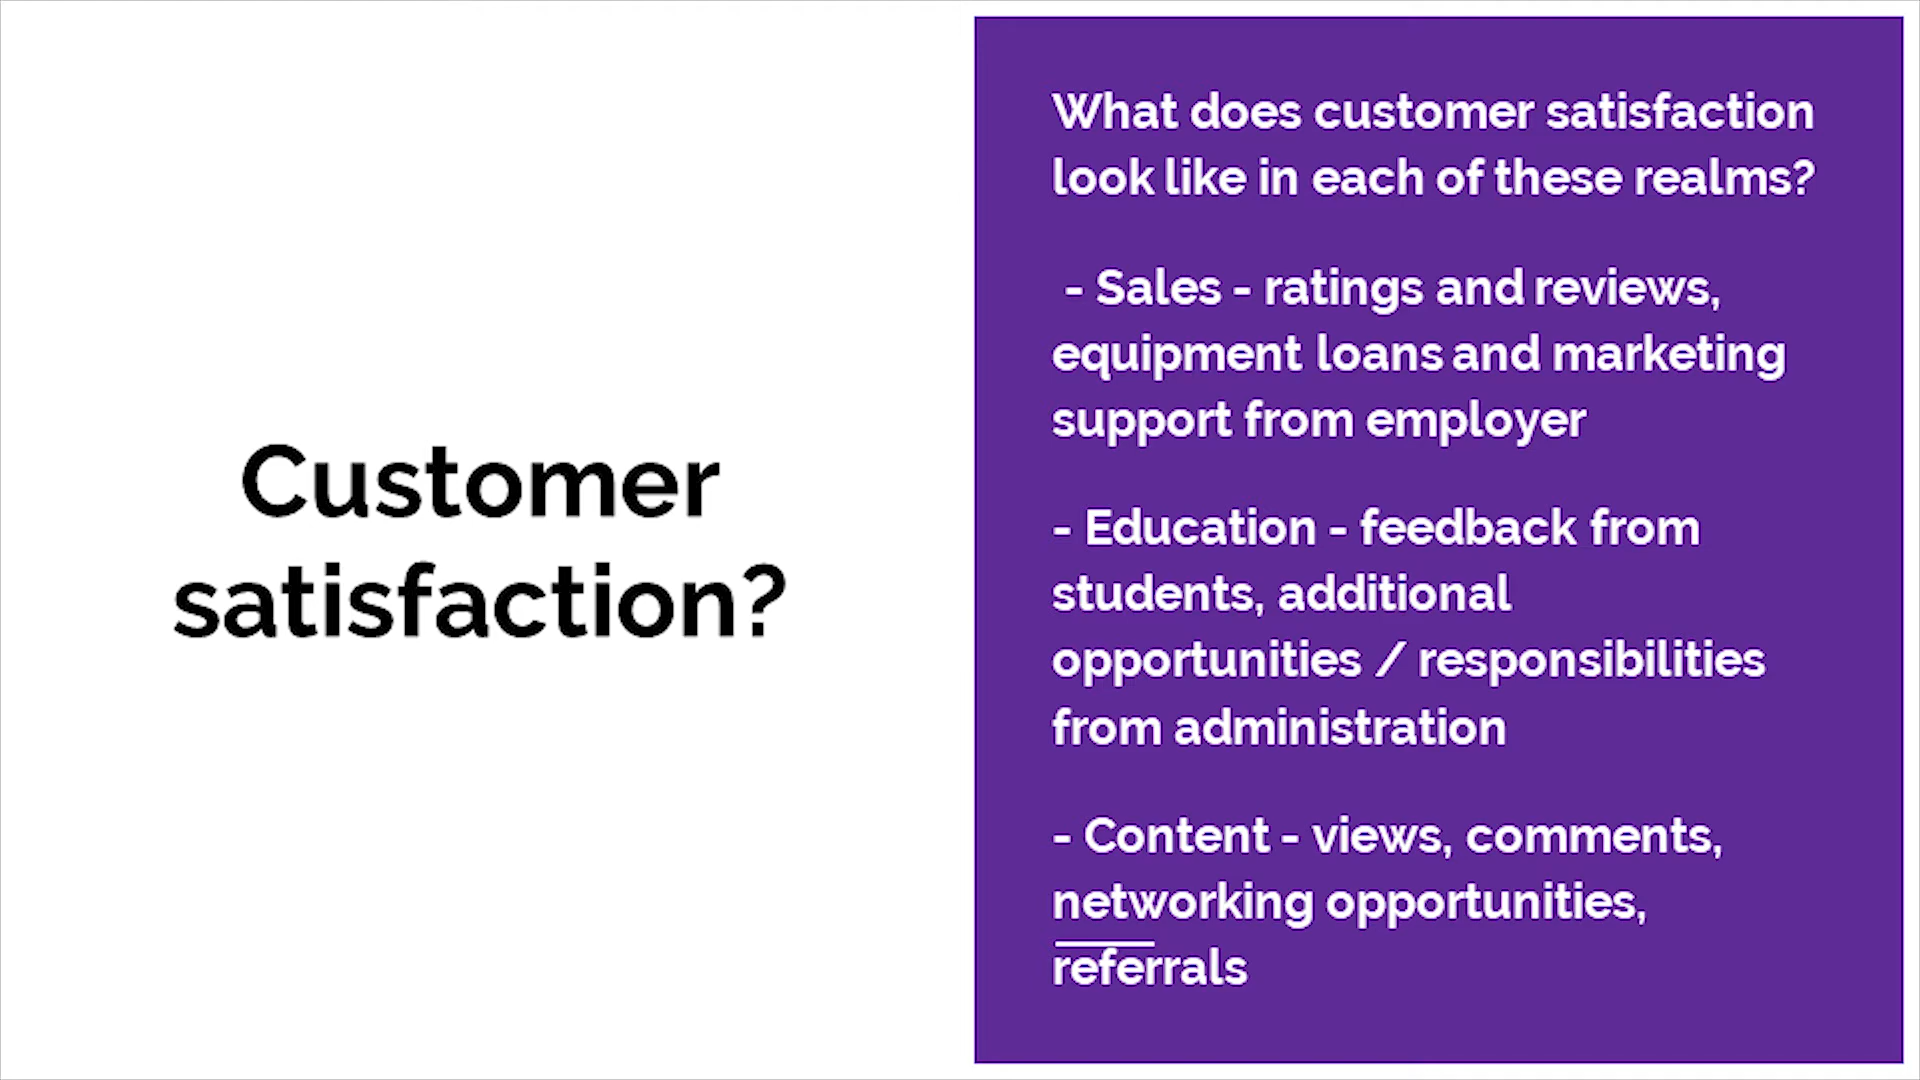 Customer
satisfaction?
What does customer satisfaction
look like in each of these realms?
- Sales - ratings and reviews,
equipment loans and marketing
support from employer
- Education - feedback from
students, additional
opportunities / responsibilities
from administration
- Content - views, comments,
networking opportunities,
referrals